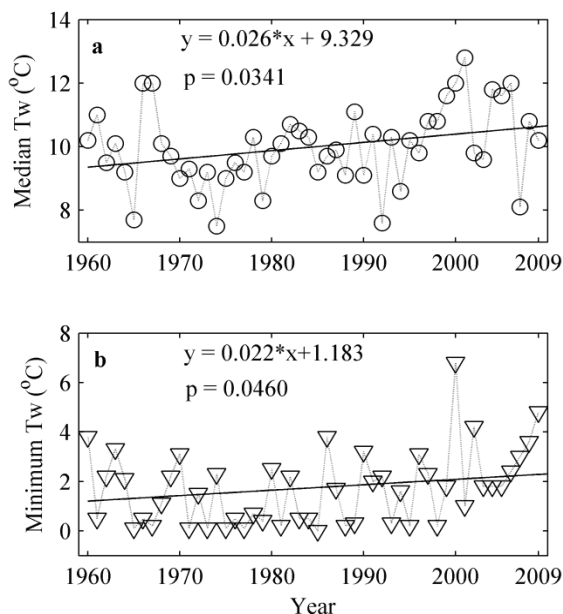 14
a
y = 0.026*x + 9.329
12
p = 0.0341
10
8
Median Tw (°C)
1960 1970 1980 1990 2000 2009
8
b
y = 0.022*x+1.183
6
p = 0.0460
4
2
0
Minimum Tw (°C)
1960 1970 1980 1990 2000 2009
Year